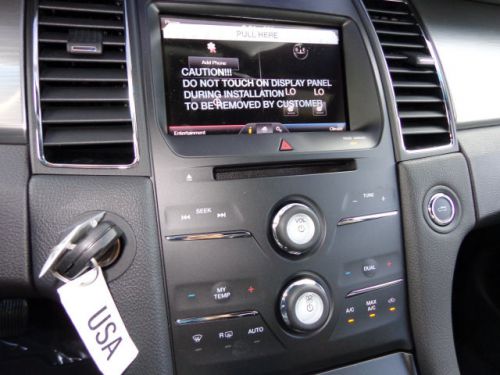 PULL HERE
Add Phone
CAUTION!!!
DO NOT TOUCH ON DISPLAY PANEL
DURING INSTALLATION
LO LO
TO BE REMOVED BY CUSTOMER
Entertainment Climate
SEEK
VOL
TUNE
MY TEMP
DUAL
R
AUTO
A/C
MAX A/C
USA